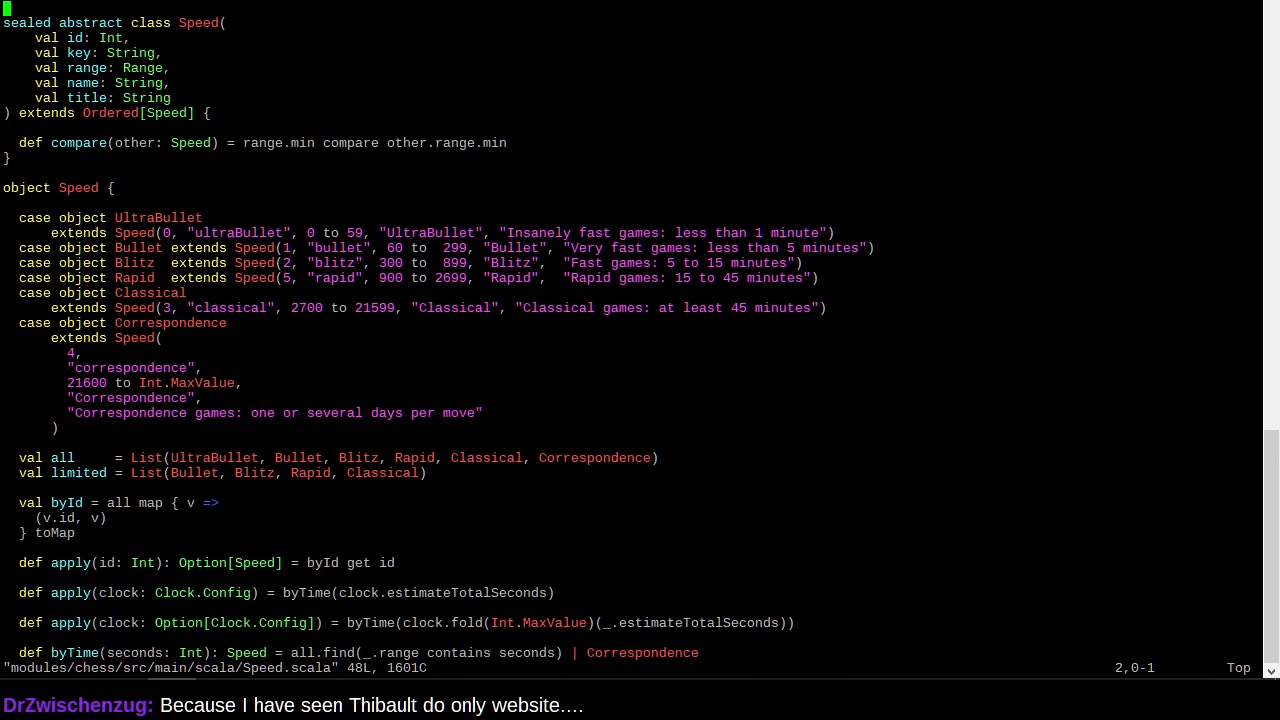 sealed abstract class Speed(
    val id: Int,
    val key: String,
    val range: Range,
    val name: String,
    val title: String
) extends Ordered[Speed] {

  def compare(other: Speed) = range.min compare other.range.min
}

object Speed {

  case object UltraBullet
      extends Speed(0, "ultraBullet", 0 to 59, "UltraBullet", "Insanely fast games: less than 1 minute")
  case object Bullet extends Speed(1, "bullet", 60 to  299, "Bullet", "Very fast games: less than 5 minutes")
  case object Blitz  extends Speed(2, "blitz", 300 to  899, "Blitz",  "Fast games: 5 to 15 minutes")
  case object Rapid  extends Speed(5, "rapid", 900 to 2699, "Rapid",  "Rapid games: 15 to 45 minutes")
  case object Classical
      extends Speed(3, "classical", 2700 to 21599, "Classical", "Classical games: at least 45 minutes")
  case object Correspondence
      extends Speed(
        4,
        "correspondence",
        21600 to Int.MaxValue,
        "Correspondence",
        "Correspondence games: one or several days per move"
      )

  val all     = List(UltraBullet, Bullet, Blitz, Rapid, Classical, Correspondence)
  val limited = List(Bullet, Blitz, Rapid, Classical)

  val byId = all map { v =>
    (v.id, v)
  } toMap

  def apply(id: Int): Option[Speed] = byId get id

  def apply(clock: Clock.Config) = byTime(clock.estimateTotalSeconds)

  def apply(clock: Option[Clock.Config]) = byTime(clock.fold(Int.MaxValue)(_.estimateTotalSeconds))

  def byTime(seconds: Int): Speed = all.find(_.range contains seconds) | Correspondence
"modules/chess/src/main/scala/Speed.scala" 48L, 1601C 2,0-1 Top
DrZwischenzug: Because I have seen Thibault do only website....